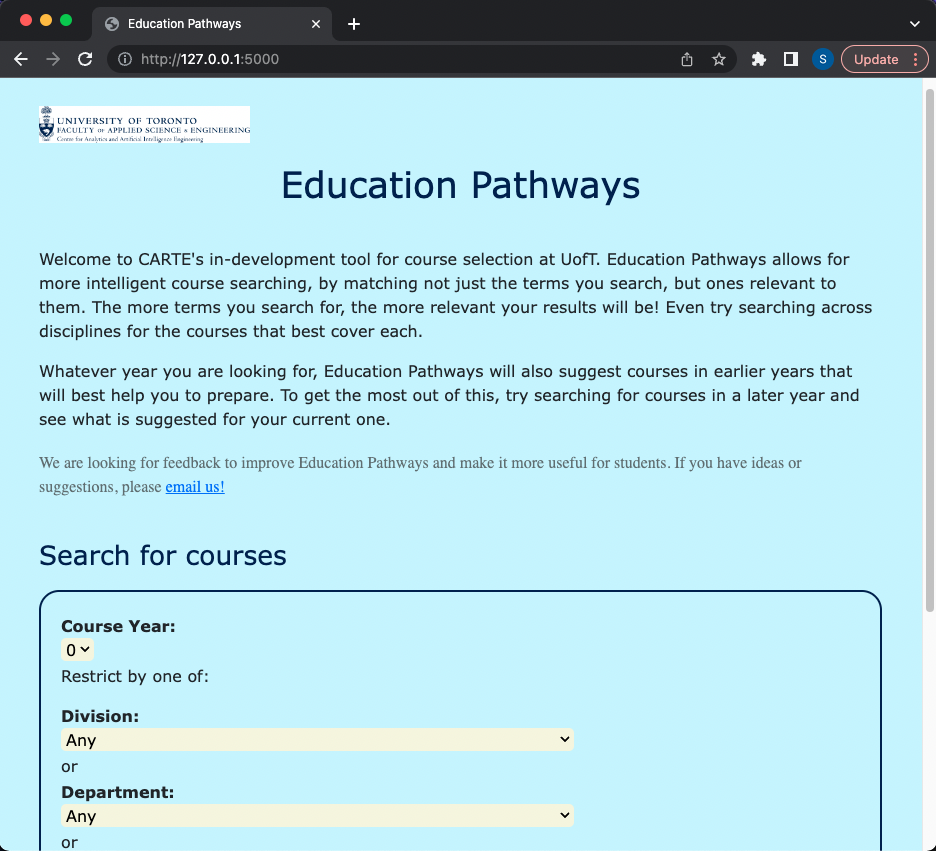 Education Pathways
http://127.0.0.1:5000
S
Update
UNIVERSITY OF TORONTO
FACULTY OF APPLIED SCIENCE & ENGINEERING
Centre for Analytics and Artificial Intelligence Engineering
Education Pathways
Welcome to CARTE's in-development tool for course selection at UofT. Education Pathways allows for
more intelligent course searching, by matching not just the terms you search, but ones relevant to
them. The more terms you search for, the more relevant your results will be! Even try searching across
disciplines for the courses that best cover each.
Whatever year you are looking for, Education Pathways will also suggest courses in earlier years that
will best help you to prepare. To get the most out of this, try searching for courses in a later year and
see what is suggested for your current one.
We are looking for feedback to improve Education Pathways and make it more useful for students. If you have ideas or
suggestions, please email us!
Search for courses
Course Year:
0
Restrict by one of:
Division:
Any
or
Department:
Any
or